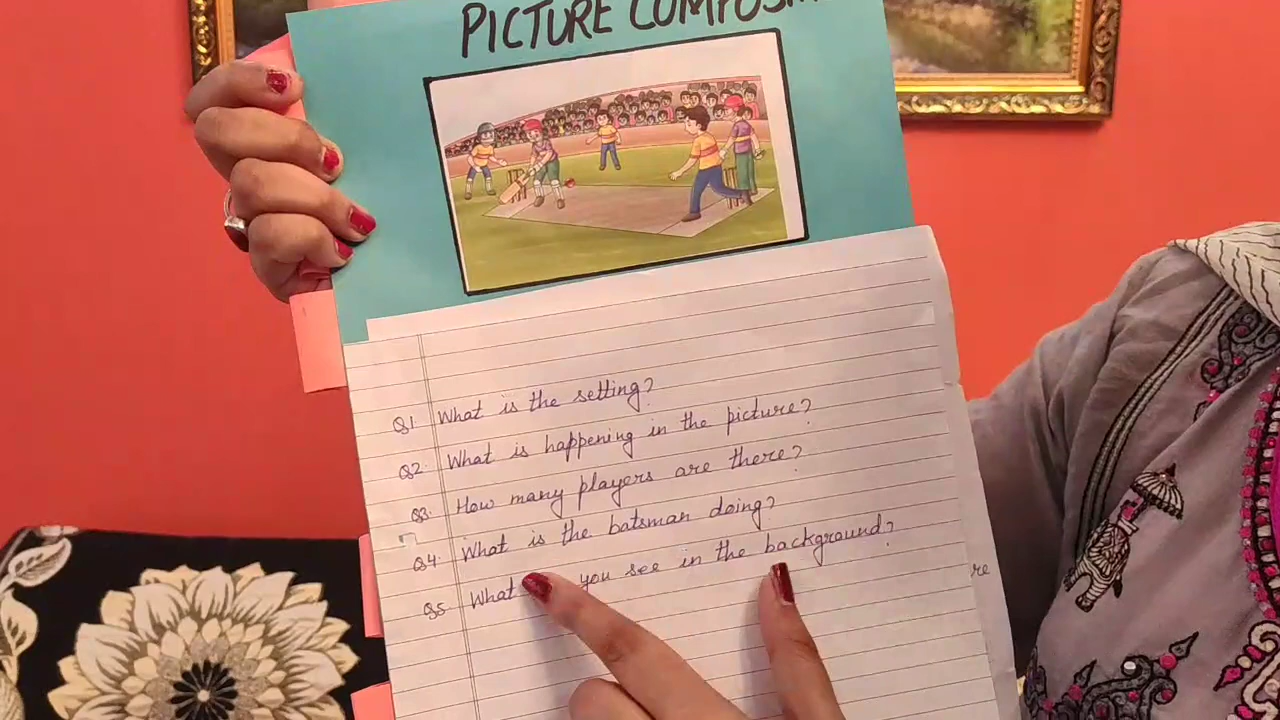 PICTURE
Q1 What is the setting?
Q2. What is happening in the picture?
Q3. How many players are there?
Q4. What is the batsman doing?
Q5. What you see in the background?
re